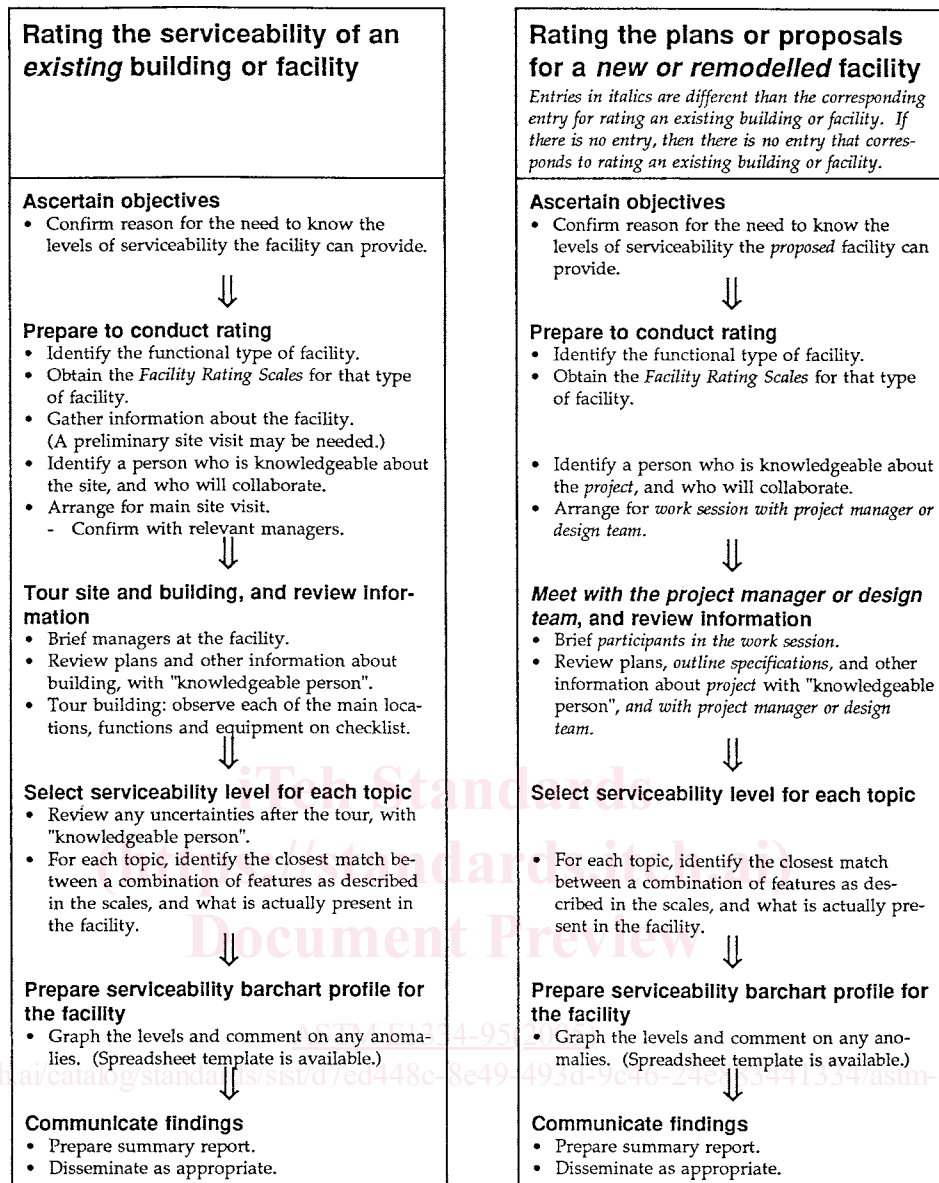 Rating the serviceability of an
existing building or facility
Ascertain objectives
• Confirm reason for the need to know the
levels of serviceability the facility can provide.
⇓
Prepare to conduct rating
• Identify the functional type of facility.
• Obtain the Facility Rating Scales for that type
of facility.
• Gather information about the facility.
(A preliminary site visit may be needed.)
• Identify a person who is knowledgeable about
the site, and who will collaborate.
• Arrange for main site visit.
- Confirm with relevant managers.
⇓
Tour site and building, and review infor-
mation
• Brief managers at the facility.
• Review plans and other information about
building, with "knowledgeable person".
• Tour building: observe each of the main loca-
tions, functions and equipment on checklist.
⇓
Select serviceability level for each topic
• Review any uncertainties after the tour, with
"knowledgeable person".
• For each topic, identify the closest match be-
tween a combination of features as described
in the scales, and what is actually present in
the facility.
⇓
Prepare serviceability barchart profile for
the facility
• Graph the levels and comment on any anoma-
lies. (Spreadsheet template is available.)
⇓
Communicate findings
• Prepare summary report.
• Disseminate as appropriate.
Rating the plans or proposals
for a new or remodelled facility
Entries in italics are different than the corresponding
entry for rating an existing building or facility. If
there is no entry, then there is no entry that corres-
ponds to rating an existing building or facility.
Ascertain objectives
• Confirm reason for the need to know the
levels of serviceability the proposed facility can
provide.
⇓
Prepare to conduct rating
• Identify the functional type of facility.
• Obtain the Facility Rating Scales for that type
of facility.
• Identify a person who is knowledgeable about
the project, and who will collaborate.
• Arrange for work session with project manager or
design team.
⇓
Meet with the project manager or design
team, and review information
• Brief participants in the work session.
• Review plans, outline specifications, and other
information about project with "knowledgeable
person", and with project manager or design
team.
⇓
Select serviceability level for each topic
• For each topic, identify the closest match
between a combination of features as des-
cribed in the scales, and what is actually pre-
sent in the facility.
⇓
Prepare serviceability barchart profile for
the facility
• Graph the levels and comment on any ano-
malies. (Spreadsheet template is available.)
⇓
Communicate findings
• Prepare summary report.
• Disseminate as appropriate.
iTeh Standards
(https://standards.iteh.ai)
Document Preview